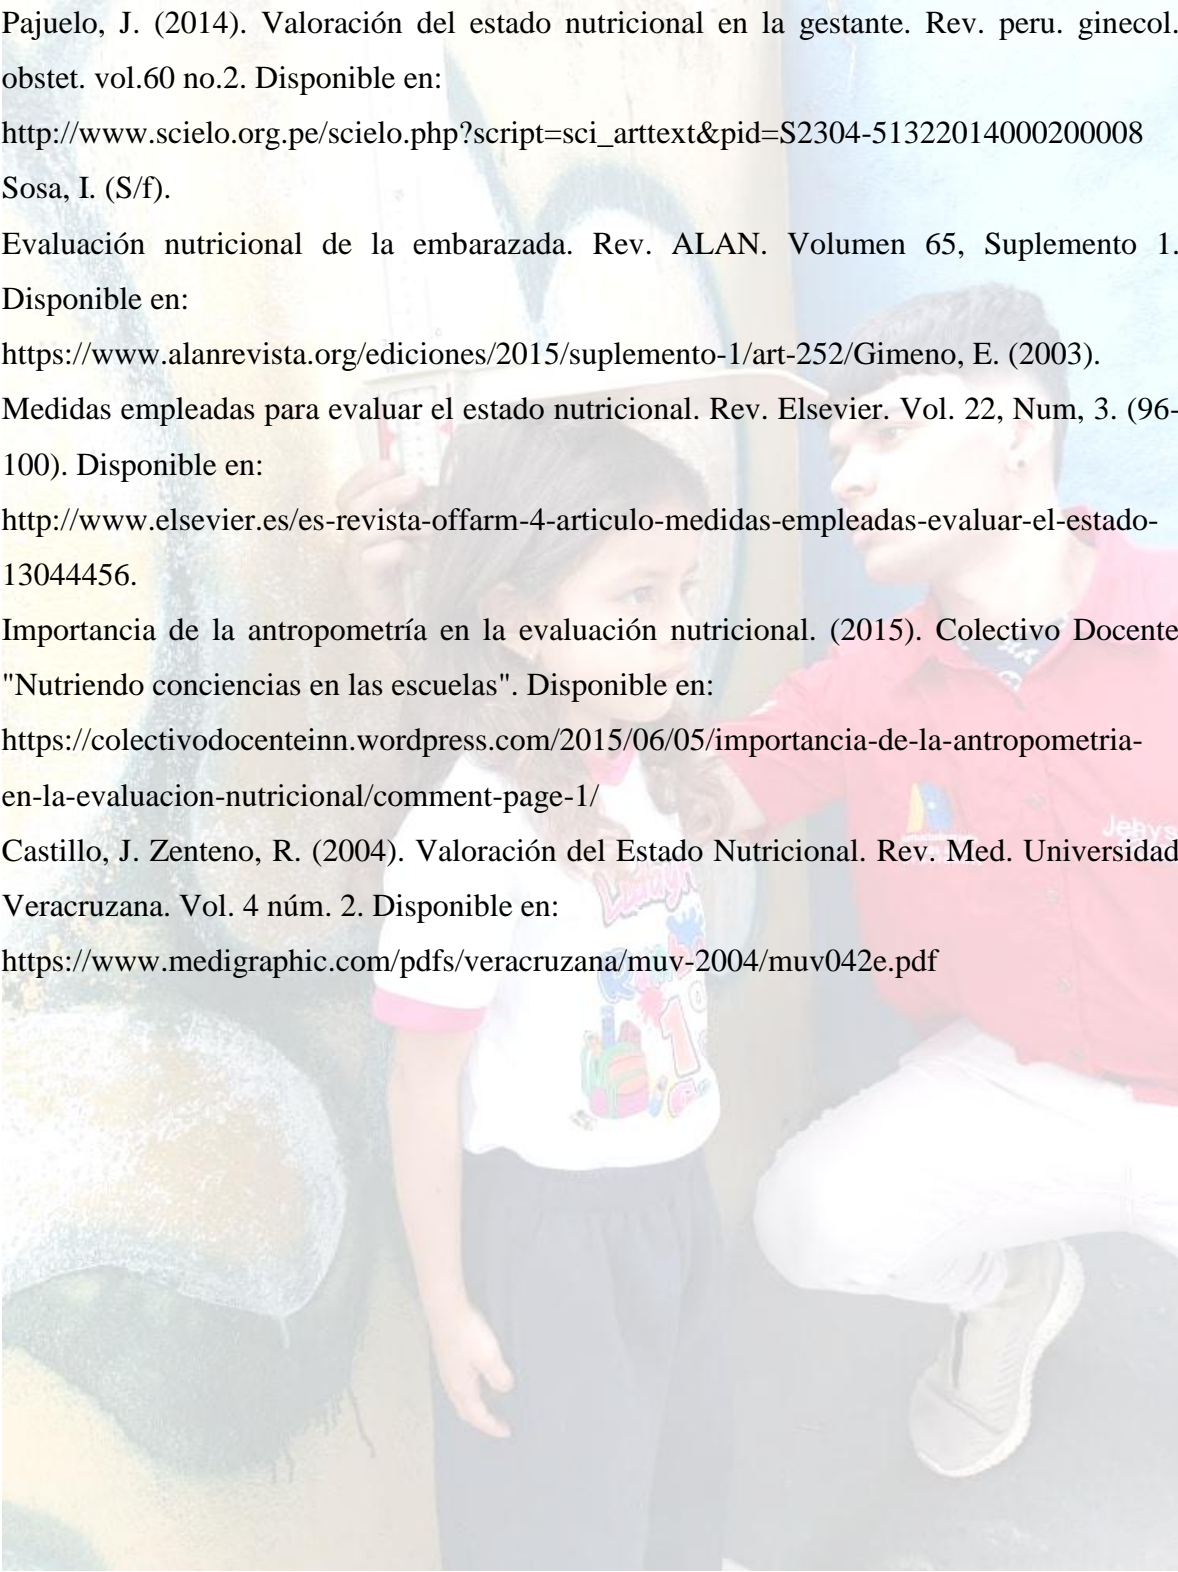 Pajuelo, J. (2014). Valoración del estado nutricional en la gestante. Rev. peru. ginecol.
obstet. vol.60 no.2. Disponible en:
http://www.scielo.org.pe/scielo.php?script=sci_arttext&pid=S2304-51322014000200008
Sosa, I. (S/f).
Evaluación nutricional de la embarazada. Rev. ALAN. Volumen 65, Suplemento 1.
Disponible en:
https://www.alanrevista.org/ediciones/2015/suplemento-1/art-252/Gimeno, E. (2003).
Medidas empleadas para evaluar el estado nutricional. Rev. Elsevier. Vol. 22, Num, 3. (96-
100). Disponible en:
http://www.elsevier.es/es-revista-offarm-4-articulo-medidas-empleadas-evaluar-el-estado-
13044456.
Importancia de la antropometría en la evaluación nutricional. (2015). Colectivo Docente
"Nutriendo conciencias en las escuelas". Disponible en:
https://colectivodocenteinn.wordpress.com/2015/06/05/importancia-de-la-antropometria-
en-la-evaluacion-nutricional/comment-page-1/
Castillo, J. Zenteno, R. (2004). Valoración del Estado Nutricional. Rev. Med. Universidad
Veracruzana. Vol. 4 núm. 2. Disponible en:
https://www.medigraphic.com/pdfs/veracruzana/muv-2004/muv042e.pdf